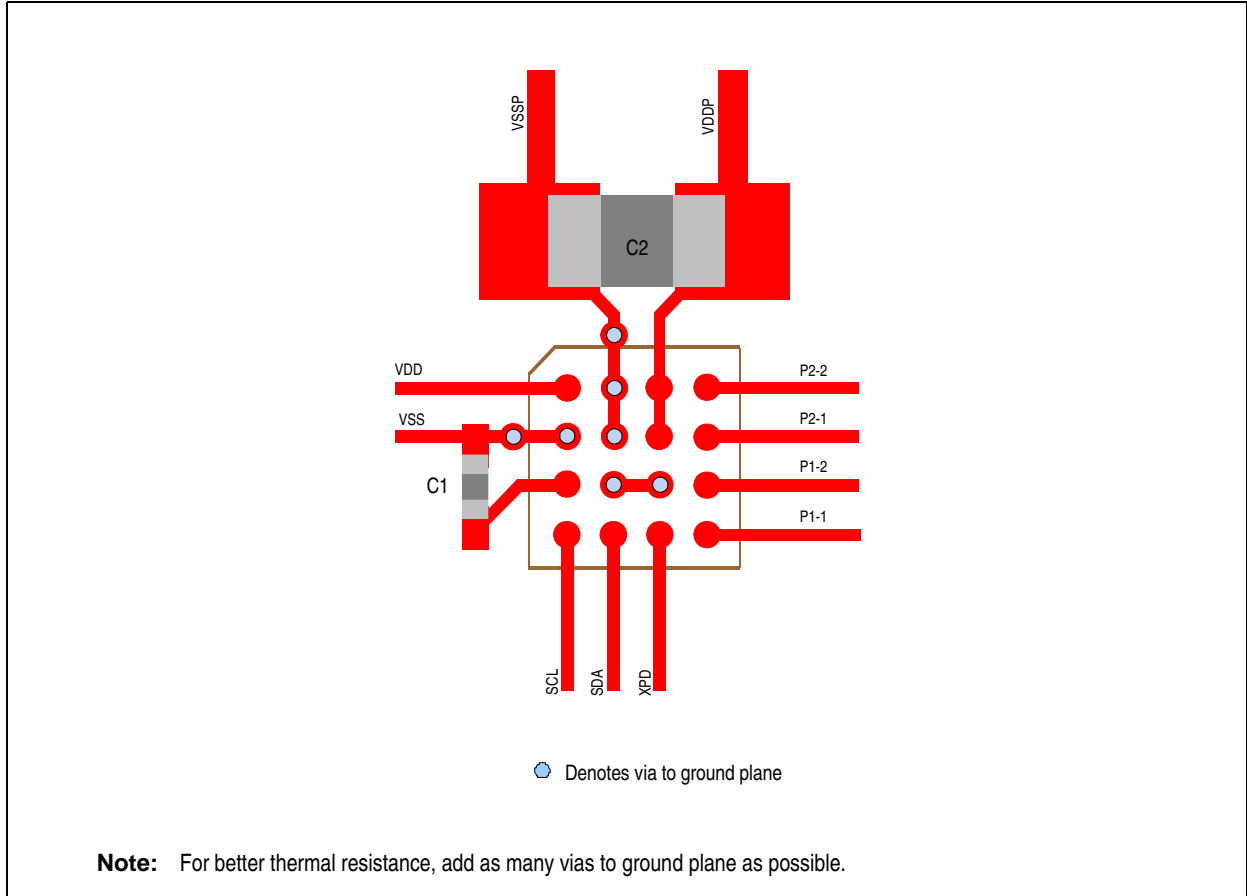 VSSP
VDDP
C2
VDD
P2-2
VSS
P2-1
C1
P1-2
P1-1
SCL
SDA
XPD
Denotes via to ground plane
Note: For better thermal resistance, add as many vias to ground plane as possible.